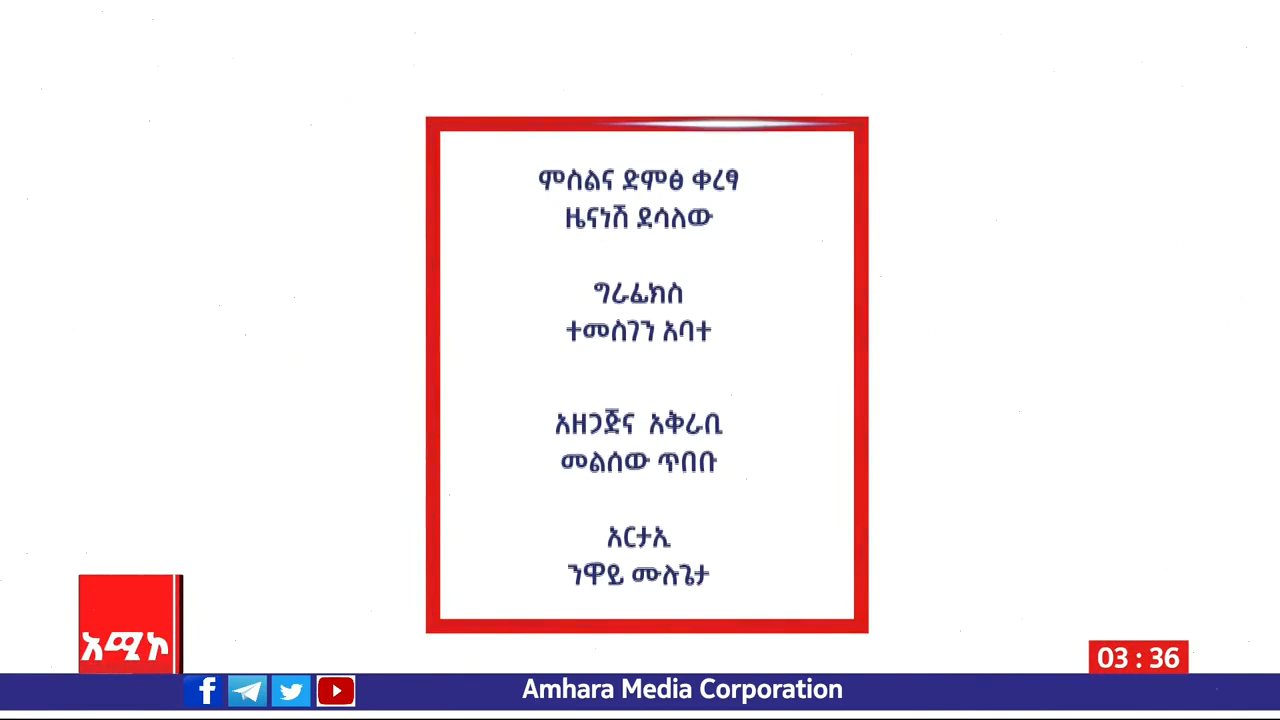 ምስልና ድምፅ ቀረፃ
ዜናነሽ ደሳለው
ግራፊክስ
ተመስገን አባተ
አዘጋጅና አቅራቢ
መልሰው ጥበቡ
አርታኢ
ንዋይ ሙሉጌታ
አሚኮ
03 : 36
Amhara Media Corporation